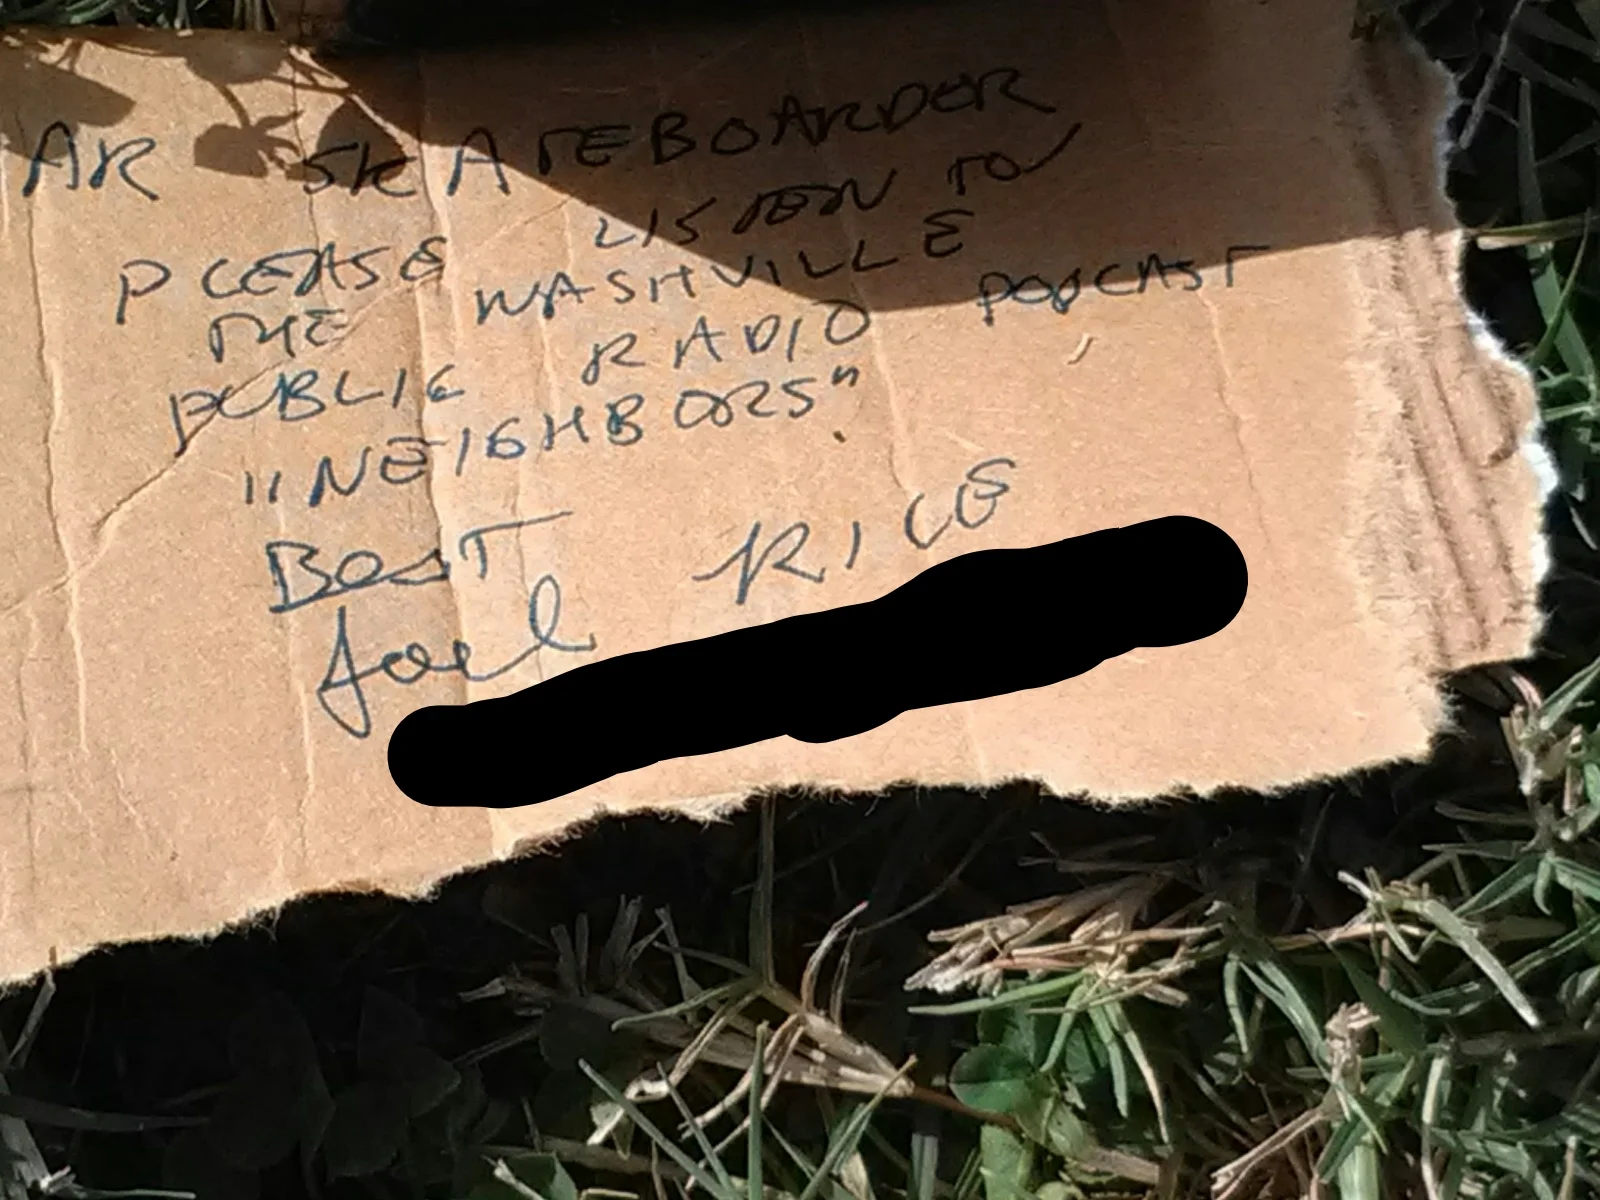 AR SKATEBOARDER
PLEASE LISTEN TO
THE NASHVILLE
PUBLIC RADIO PODCAST
"NEIGHBORS".
BEST
Joel RICE